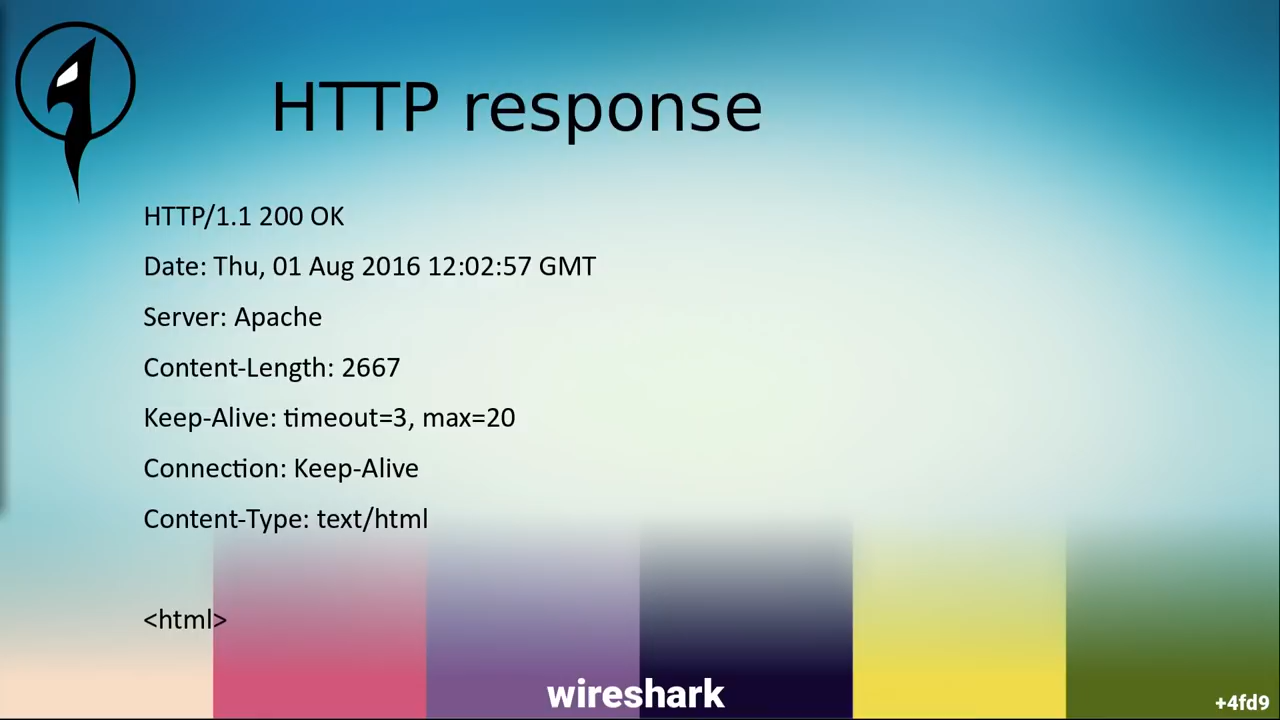 HTTP response
HTTP/1.1 200 OK
Date: Thu, 01 Aug 2016 12:02:57 GMT
Server: Apache
Content-Length: 2667
Keep-Alive: timeout=3, max=20
Connection: Keep-Alive
Content-Type: text/html
<html>
wireshark
+4fd9